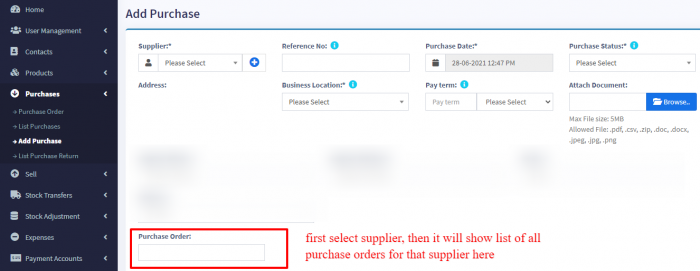 Home
User Management
Contacts
Products
Purchases
Purchase Order
List Purchases
Add Purchase
List Purchase Return
Sell
Stock Transfers
Stock Adjustment
Expenses
Payment Accounts
Add Purchase
Supplier:* Reference No: Purchase Date:* Purchase Status:*
Please Select 28-06-2021 12:47 PM Please Select
Address: Business Location:* Pay term: Attach Document:
Please Select Pay term Please Select Browse..
Max File size: 5MB
Allowed File: .pdf, .csv, .zip, .doc, .docx,
.jpeg, .jpg, .png
Purchase Order:
first select supplier, then it will show list of all
purchase orders for that supplier here